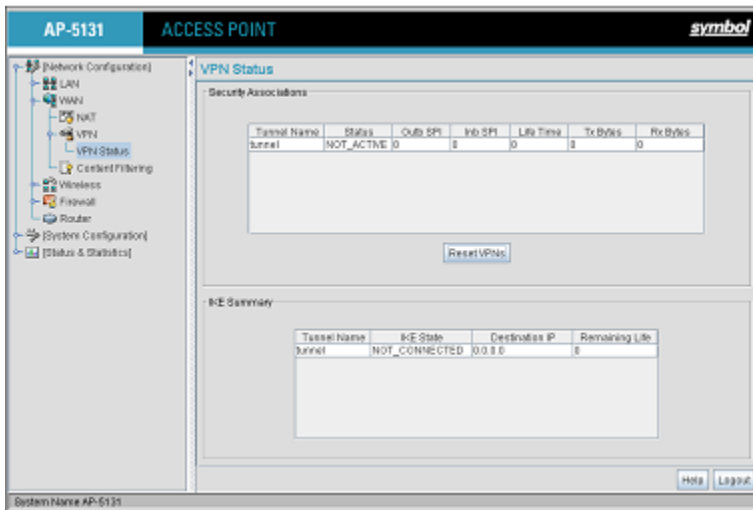 AP-5131 ACCESS POINT symbol
[Network Configuration]
LAN
WAN
NAT
VPN
VPN Status
Content Filtering
Wireless
Firewall
Router
[System Configuration]
[Status & Statistics]
VPN Status
Security Associations
Tunnel Name Status Outb SPI Inb SPI Life Time Tx Bytes Rx Bytes
tunnel NOT_ACTIVE 0 0 0 0 0
Reset VPNs
IKE Summary
Tunnel Name IKE State Destination IP Remaining Life
tunnel NOT_CONNECTED 0.0.0.0 0
Help Logout
System Name AP-5131